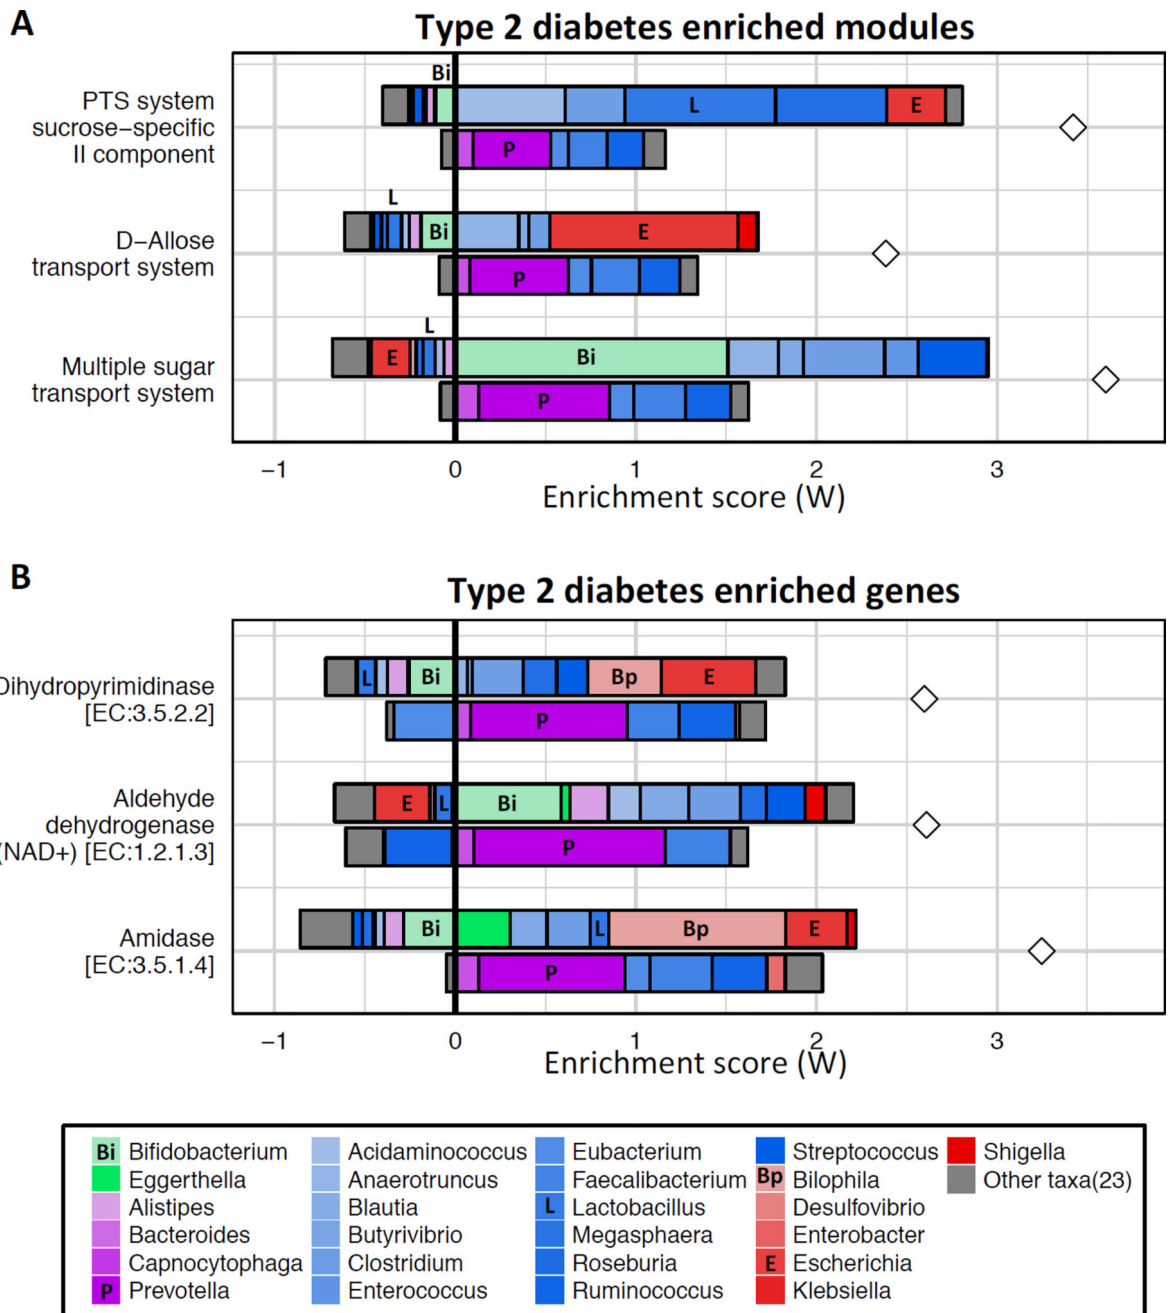 A
Type 2 diabetes enriched modules
Bi
PTS system
sucrose-specific
II component
L
E
P
L
D-Allose
transport system
Bi
E
P
L
Multiple sugar
transport system
E
Bi
P
−1
0
1
2
3
Enrichment score (W)
B
Type 2 diabetes enriched genes
Dihydropyrimidinase
[EC:3.5.2.2]
L
Bi
Bp
E
P
Aldehyde
dehydrogenase
(NAD+) [EC:1.2.1.3]
E
L
Bi
P
Amidase
[EC:3.5.1.4]
Bi
L
Bp
E
P
−1
0
1
2
3
Enrichment score (W)
Bi Bifidobacterium
Eggerthella
Alistipes
Bacteroides
Capnocytophaga
P Prevotella
Acidaminococcus
Anaerotruncus
Blautia
Butyrivibrio
Clostridium
Enterococcus
Eubacterium
Faecalibacterium
L Lactobacillus
Megasphaera
Roseburia
Ruminococcus
Streptococcus
Bp Bilophila
Desulfovibrio
Enterobacter
E Escherichia
Klebsiella
Shigella
Other taxa(23)